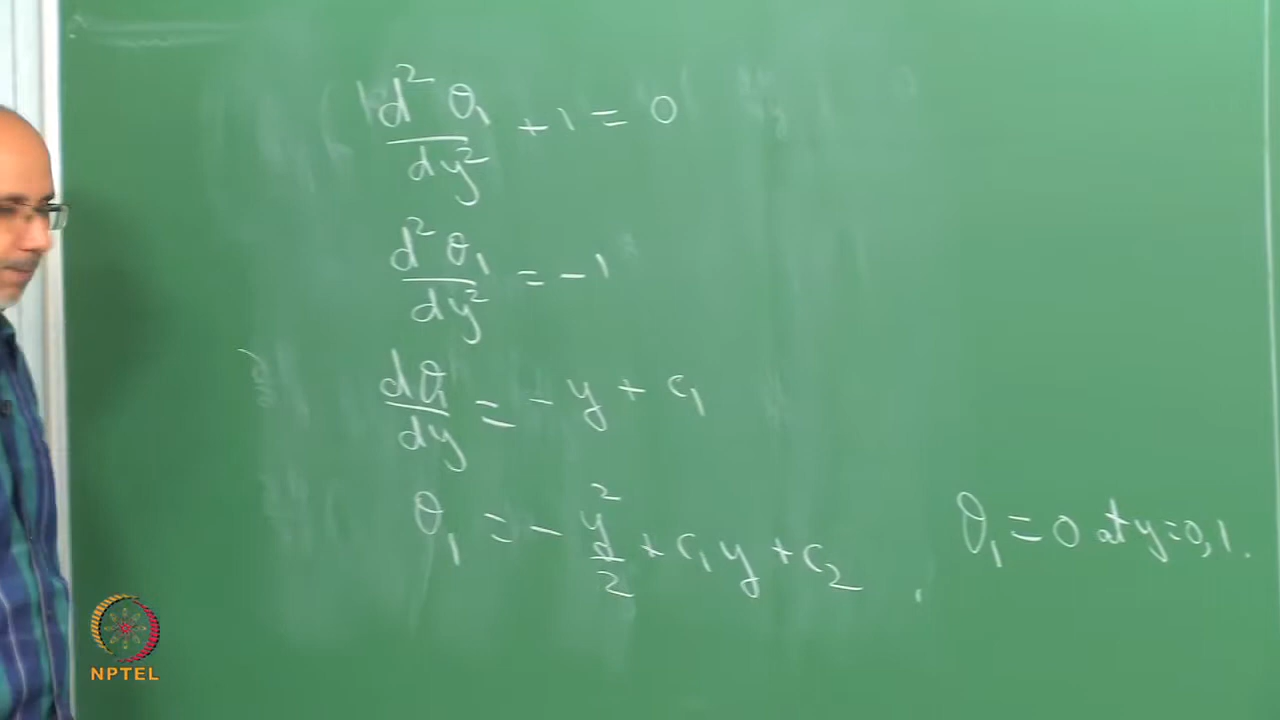 d²θ₁/dy² + 1 = 0
d²θ₁/dy² = -1
dθ₁/dy = -y + c₁
θ₁ = -y²/2 + c₁y + c₂ , θ₁ = 0 at y=0,1.
NPTEL